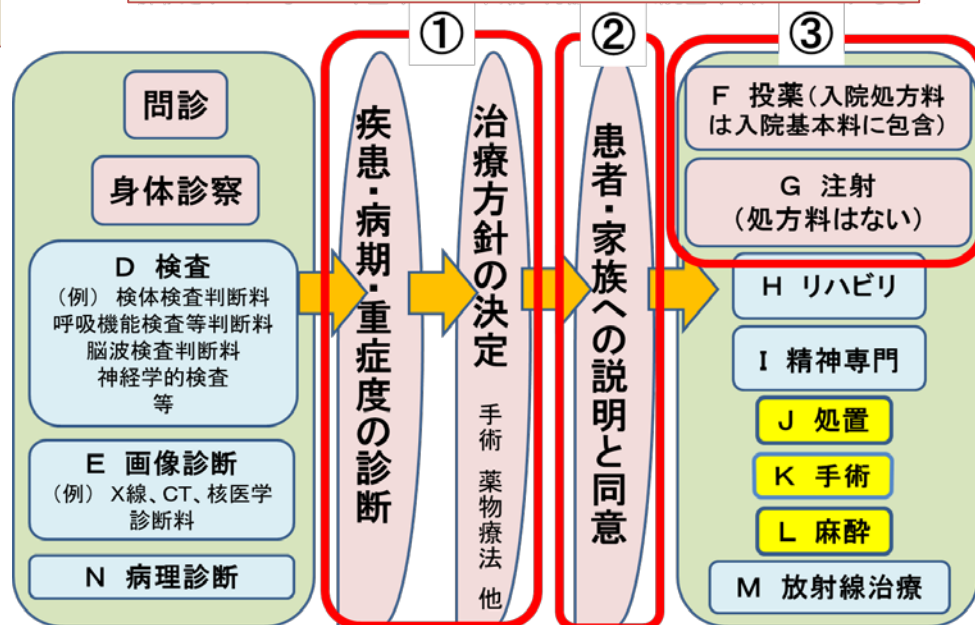 ①
②
③
問診
身体診察
D 検査
(例) 検体検査判断料
呼吸機能検査等判断料
脳波検査判断料
神経学的検査
等
E 画像診断
(例) X線、CT、核医学
診断料
N 病理診断
疾患・病期・重症度の診断
治療方針の決定
手術 薬物療法 他
患者・家族への説明と同意
F 投薬(入院処方料
は入院基本料に包含)
G 注射
(処方料はない)
H リハビリ
I 精神専門
J 処置
K 手術
L 麻酔
M 放射線治療